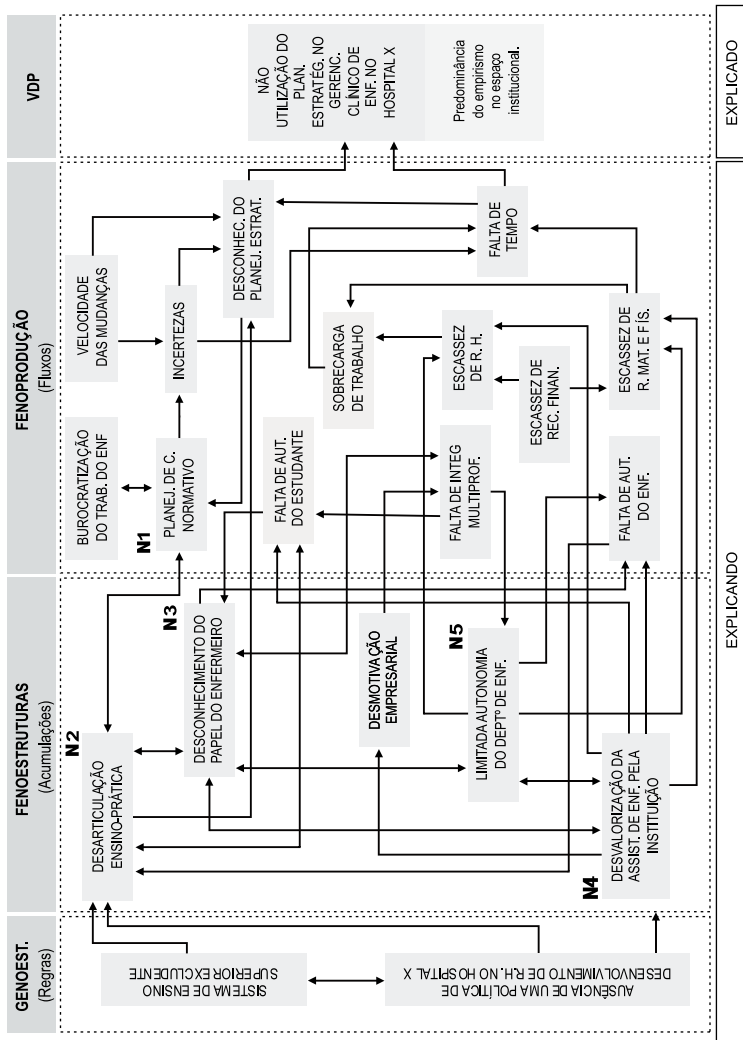 GENOEST.
(Regras)
FENOESTRUTURAS
(Acumulações)
FENOPRODUÇÃO
(Fluxos)
VDP
SISTEMA DE ENSINO
SUPERIOR EXCLUDENTE
AUSÊNCIA DE UMA POLÍTICA DE
DESENVOLVIMENTO DE R.H. NO HOSPITAL X
N2
DESARTICULAÇÃO
ENSINO-PRÁTICA
N3
DESCONHECIMENTO DO
PAPEL DO ENFERMEIRO
DESMOTIVAÇÃO
EMPRESARIAL
N5
LIMITADA AUTONOMIA
DO DEPTº DE ENF.
N4
DESVALORIZAÇÃO DA
ASSIST. DE ENF. PELA
INSTITUIÇÃO
BUROCRATIZAÇÃO
DO TRAB. DO ENF
N1
PLANEJ. DE C.
NORMATIVO
FALTA DE AUT.
DO ESTUDANTE
FALTA DE INTEG
MULTIPROF.
FALTA DE AUT.
DO ENF.
VELOCIDADE
DAS MUDANÇAS
INCERTEZAS
DESCONHEC. DO
PLANEJ. ESTRAT.
SOBRECARGA
DE TRABALHO
ESCASSEZ
DE R. H.
ESCASSEZ DE
REC. FINAN.
ESCASSEZ DE
R. MAT. E FÍS.
FALTA DE
TEMPO
NÃO
UTILIZAÇÃO DO
PLAN.
ESTRATÉG. NO
GERENC.
CLÍNICO DE
ENF. NO
HOSPITAL X
Predominância
do empirismo
no espaço
institucional.
EXPLICANDO
EXPLICADO